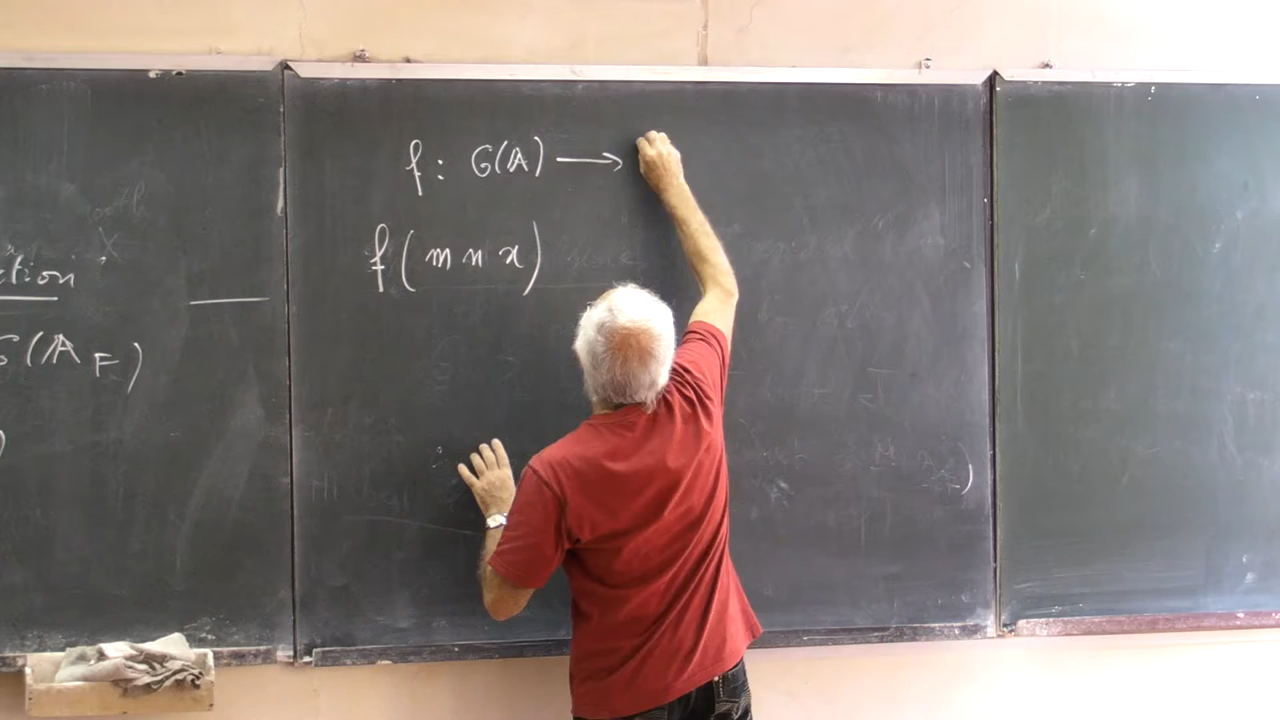 ction
G(𝔸_F)
)
f: G(𝔸) ⟶
f(m n x)